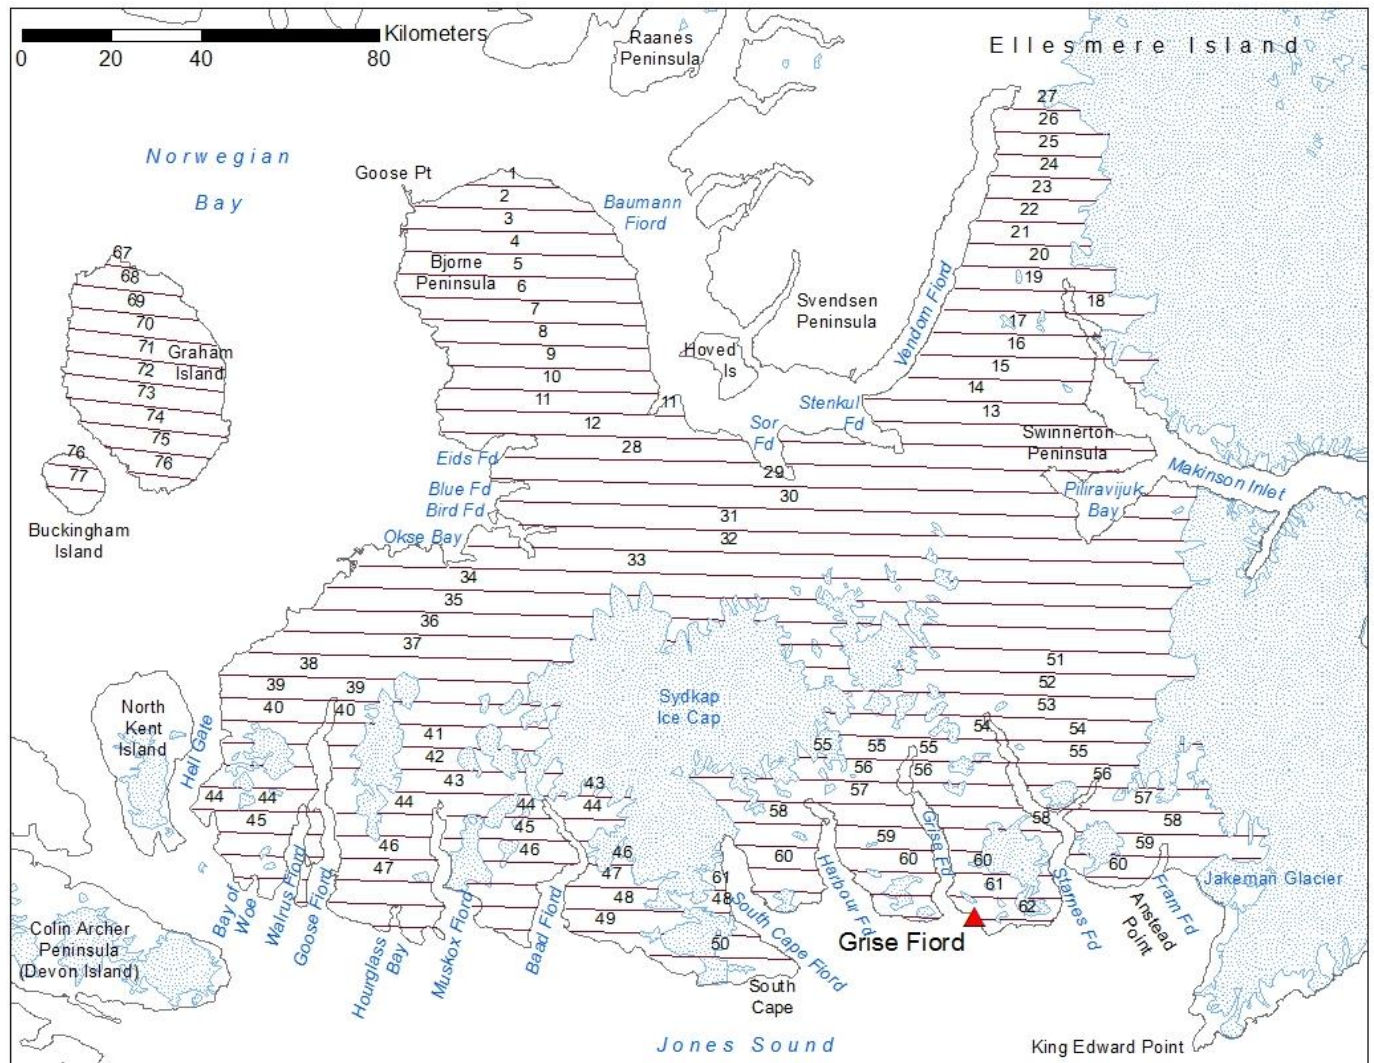 Kilometers
0 20 40 80
Raanes
Peninsula
Ellesmere Island
27
26
25
24
23
22
21
20
19
18
17
16
15
14
13
Norwegian
Bay
Goose Pt
Baumann
Fiord
1
2
3
4
5
6
7
8
9
10
11
11
12
28
Bjorne
Peninsula
67
68
69
70
71
72
73
74
75
76
Graham
Island
76
77
Buckingham
Island
Svendsen
Peninsula
Hoved
Is
Vendom Fiord
Stenkul
Fd
Sor
Fd
Swinnerton
Peninsula
Makinson Inlet
Piliravijuk
Bay
Eids Fd
Blue Fd
Bird Fd
Okse Bay
29
30
31
32
33
34
35
36
37
38
39
39
40
40
41
42
43
43
44
44
44
44
44
45
45
46
46
46
47
47
48
48
49
50
51
52
53
54
54
55
55
55
55
56
56
56
57
57
58
58
58
59
59
60
60
60
60
61
61
62
North
Kent
Island
Hell Gate
Sydkap
Ice Cap
Colin Archer
Peninsula
(Devon Island)
Bay of
Woe
Walrus Fiord
Goose Fiord
Hourglass
Bay
Muskox Fiord
Baad Fiord
South Cape Fiord
South
Cape
Harbour Fd
Grise Fd
Grise Fiord
Starnes Fd
Anstead
Point
Fram Fd
Jakeman Glacier
King Edward Point
Jones Sound